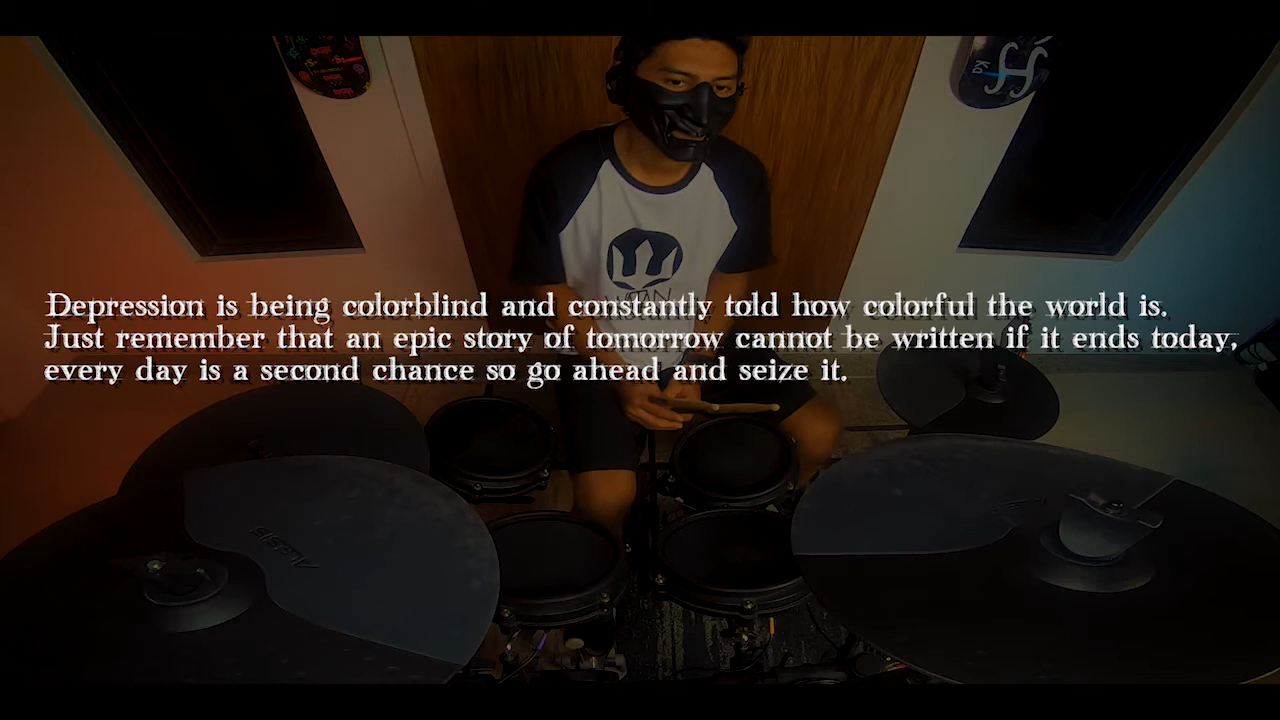 Depression is being colorblind and constantly told how colorful the world is.
Just remember that an epic story of tomorrow cannot be written if it ends today,
every day is a second chance so go ahead and seize it.
ALESIS